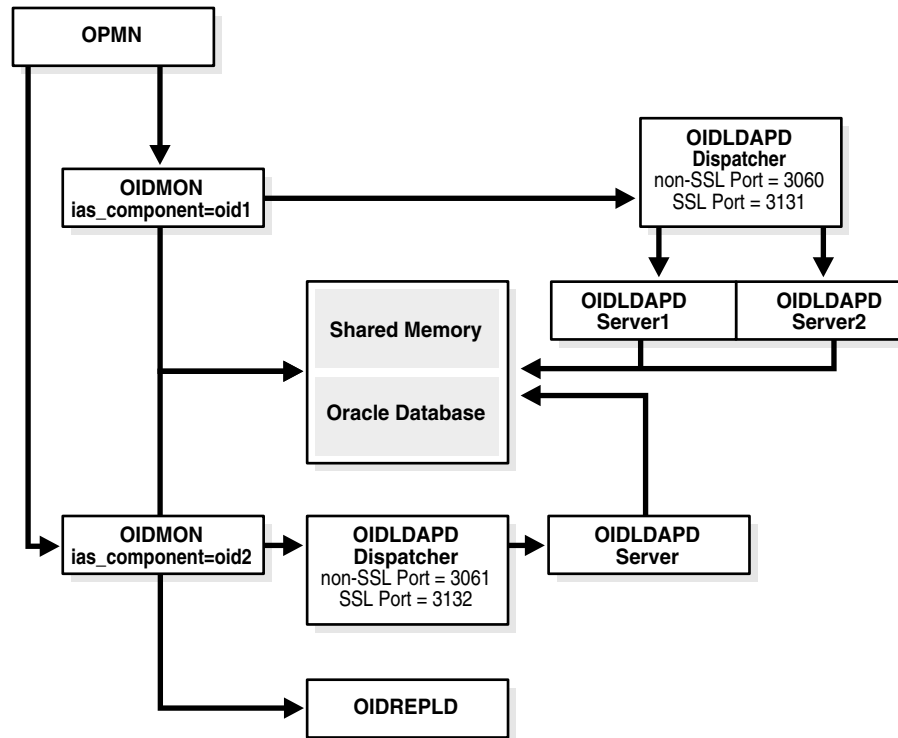 OPMN
OIDMON
ias_component=oid1
OIDLDAPD
Dispatcher
non-SSL Port = 3060
SSL Port = 3131
OIDLDAPD
Server1
OIDLDAPD
Server2
Shared Memory
Oracle Database
OIDMON
ias_component=oid2
OIDLDAPD
Dispatcher
non-SSL Port = 3061
SSL Port = 3132
OIDLDAPD
Server
OIDREPLD